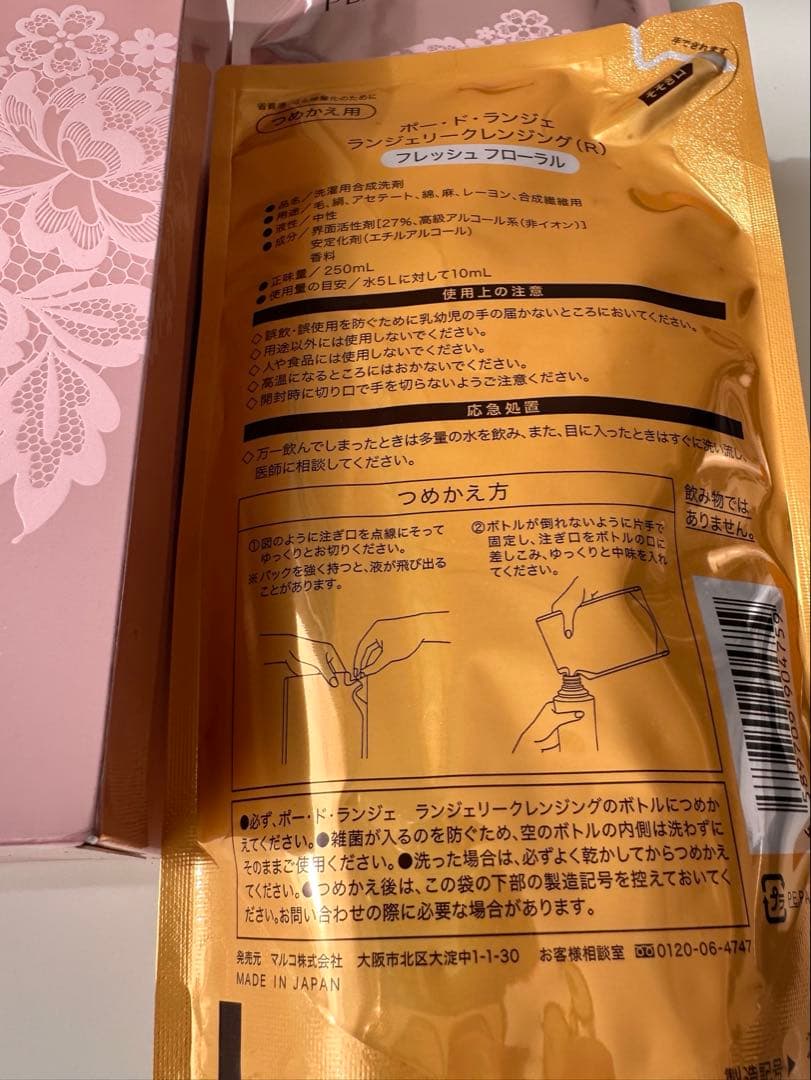 つめかえ用
手で きれます
そそぎ口
ポー・ド・ランジェ
ランジェリークレンジング(R)
フレッシュ フローラル
●品名/洗濯用合成洗剤
●用途/毛、絹、アセテート、綿、麻、レーヨン、合成繊維用
●液性/中性
●成分/界面活性剤[27%、高級アルコール系(非イオン)]
安定化剤(エチルアルコール)
香料
●正味量/250mL
●使用量の目安/水5Lに対して10mL
使用上の注意
◇誤飲・誤使用を防ぐために乳幼児の手の届かないところにおいてください。
◇用途以外には使用しないでください。
◇人や食品には使用しないでください。
◇高温になるところにはおかないでください。
◇開封時に切り口で手を切らないようご注意ください。
応急処置
◇万一飲んでしまったときは多量の水を飲み、また、目に入ったときはすぐに洗い流し、
医師に相談してください。
つめかえ方
①図のように注ぎ口を点線にそって
ゆっくりとお切りください。
※パックを強く持つと、液が飛び出る
ことがあります。
②ボトルが倒れないように片手で
固定し、注ぎ口をボトルの口に
差しこみ、ゆっくりと中味を入れ
てください。
飲み物では
ありません。
●必ず、ポー・ド・ランジェ ランジェリークレンジングのボトルにつめか
えてください。●雑菌が入るのを防ぐため、空のボトルの内側は洗わずに
そのままご使用ください。●洗った場合は、必ずよく乾かしてからつめかえ
てください。●つめかえ後は、この袋の下部の製造記号を控えておいてく
ださい。お問い合わせの際に必要な場合があります。
プラ
発売元 マルコ株式会社 大阪市北区大淀中1-1-30 お客様相談室 0120-06-4747
MADE IN JAPAN
製造記号▶